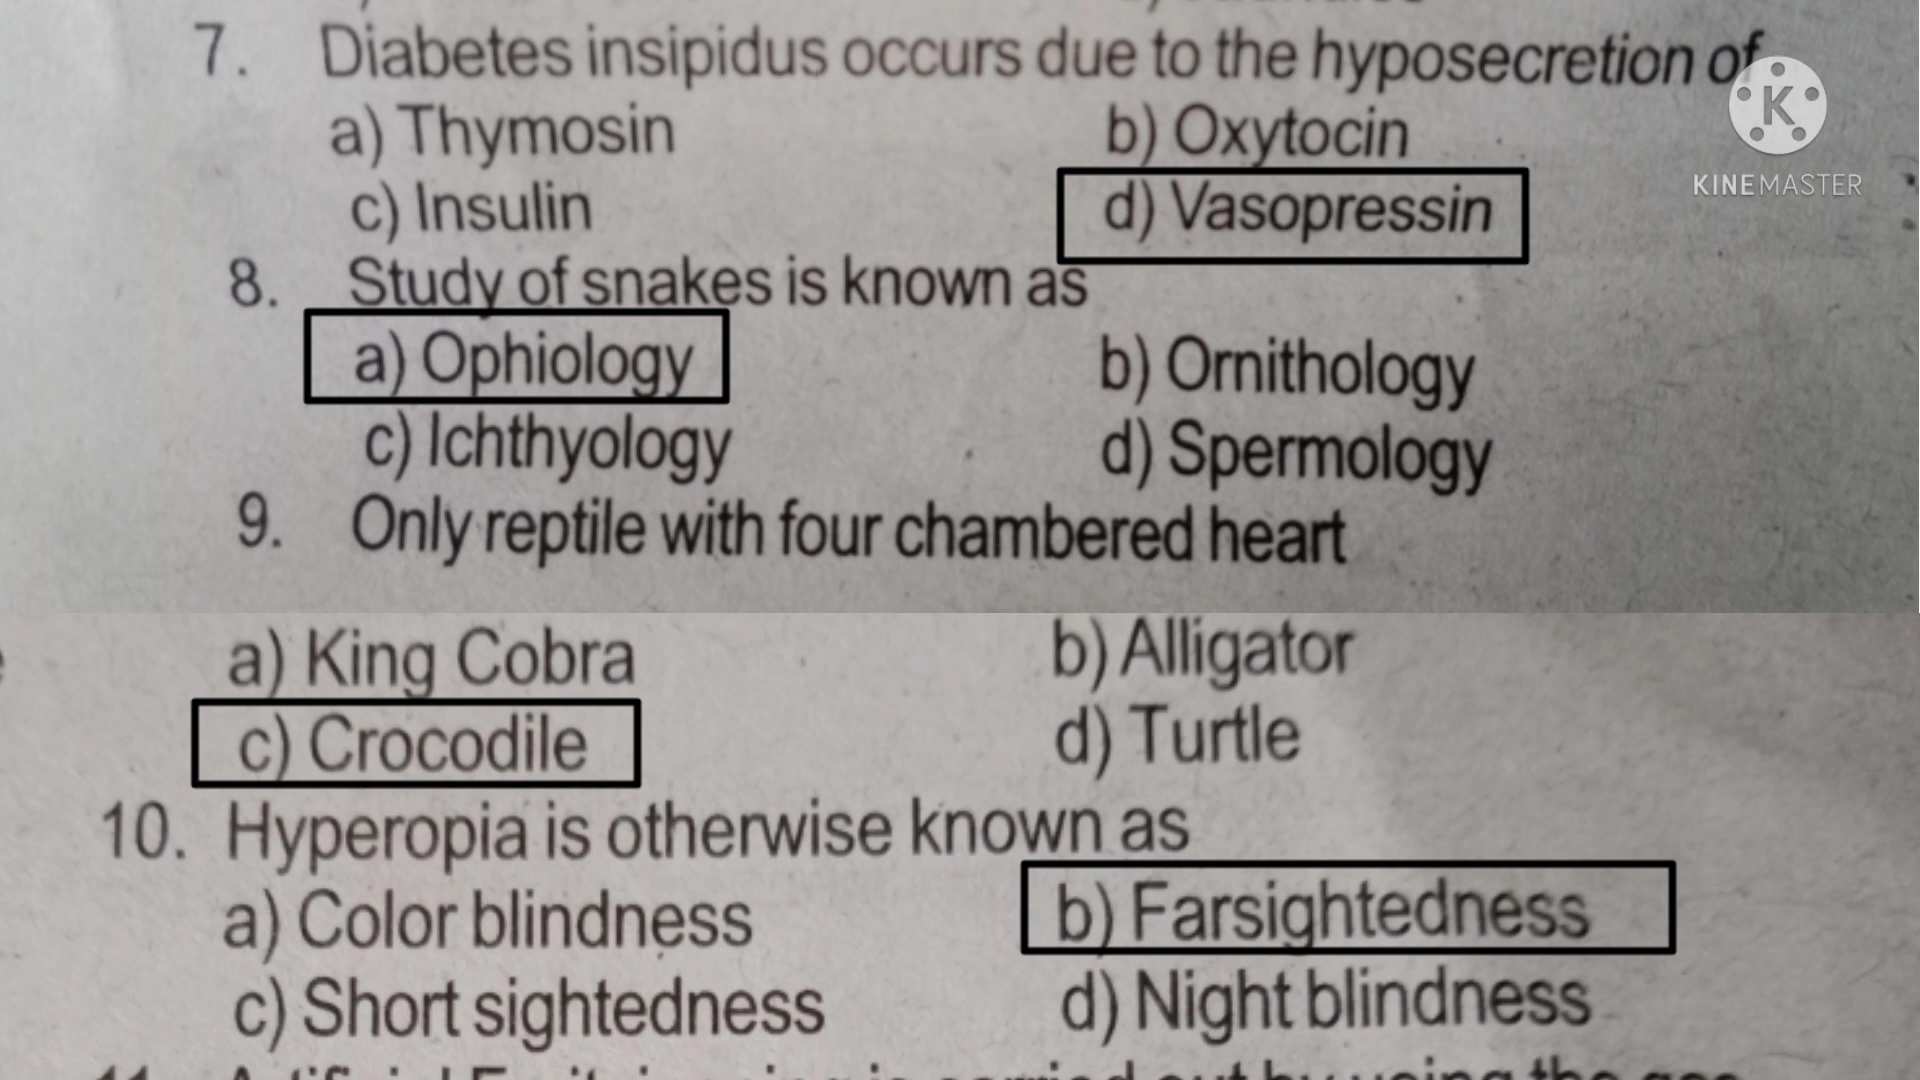 7. Diabetes insipidus occurs due to the hyposecretion of
a) Thymosin b) Oxytocin
c) Insulin d) Vasopressin
8. Study of snakes is known as
a) Ophiology b) Ornithology
c) Ichthyology d) Spermology
9. Only reptile with four chambered heart
a) King Cobra b) Alligator
c) Crocodile d) Turtle
10. Hyperopia is otherwise known as
a) Color blindness b) Farsightedness
c) Short sightedness d) Night blindness
K
KINEMASTER